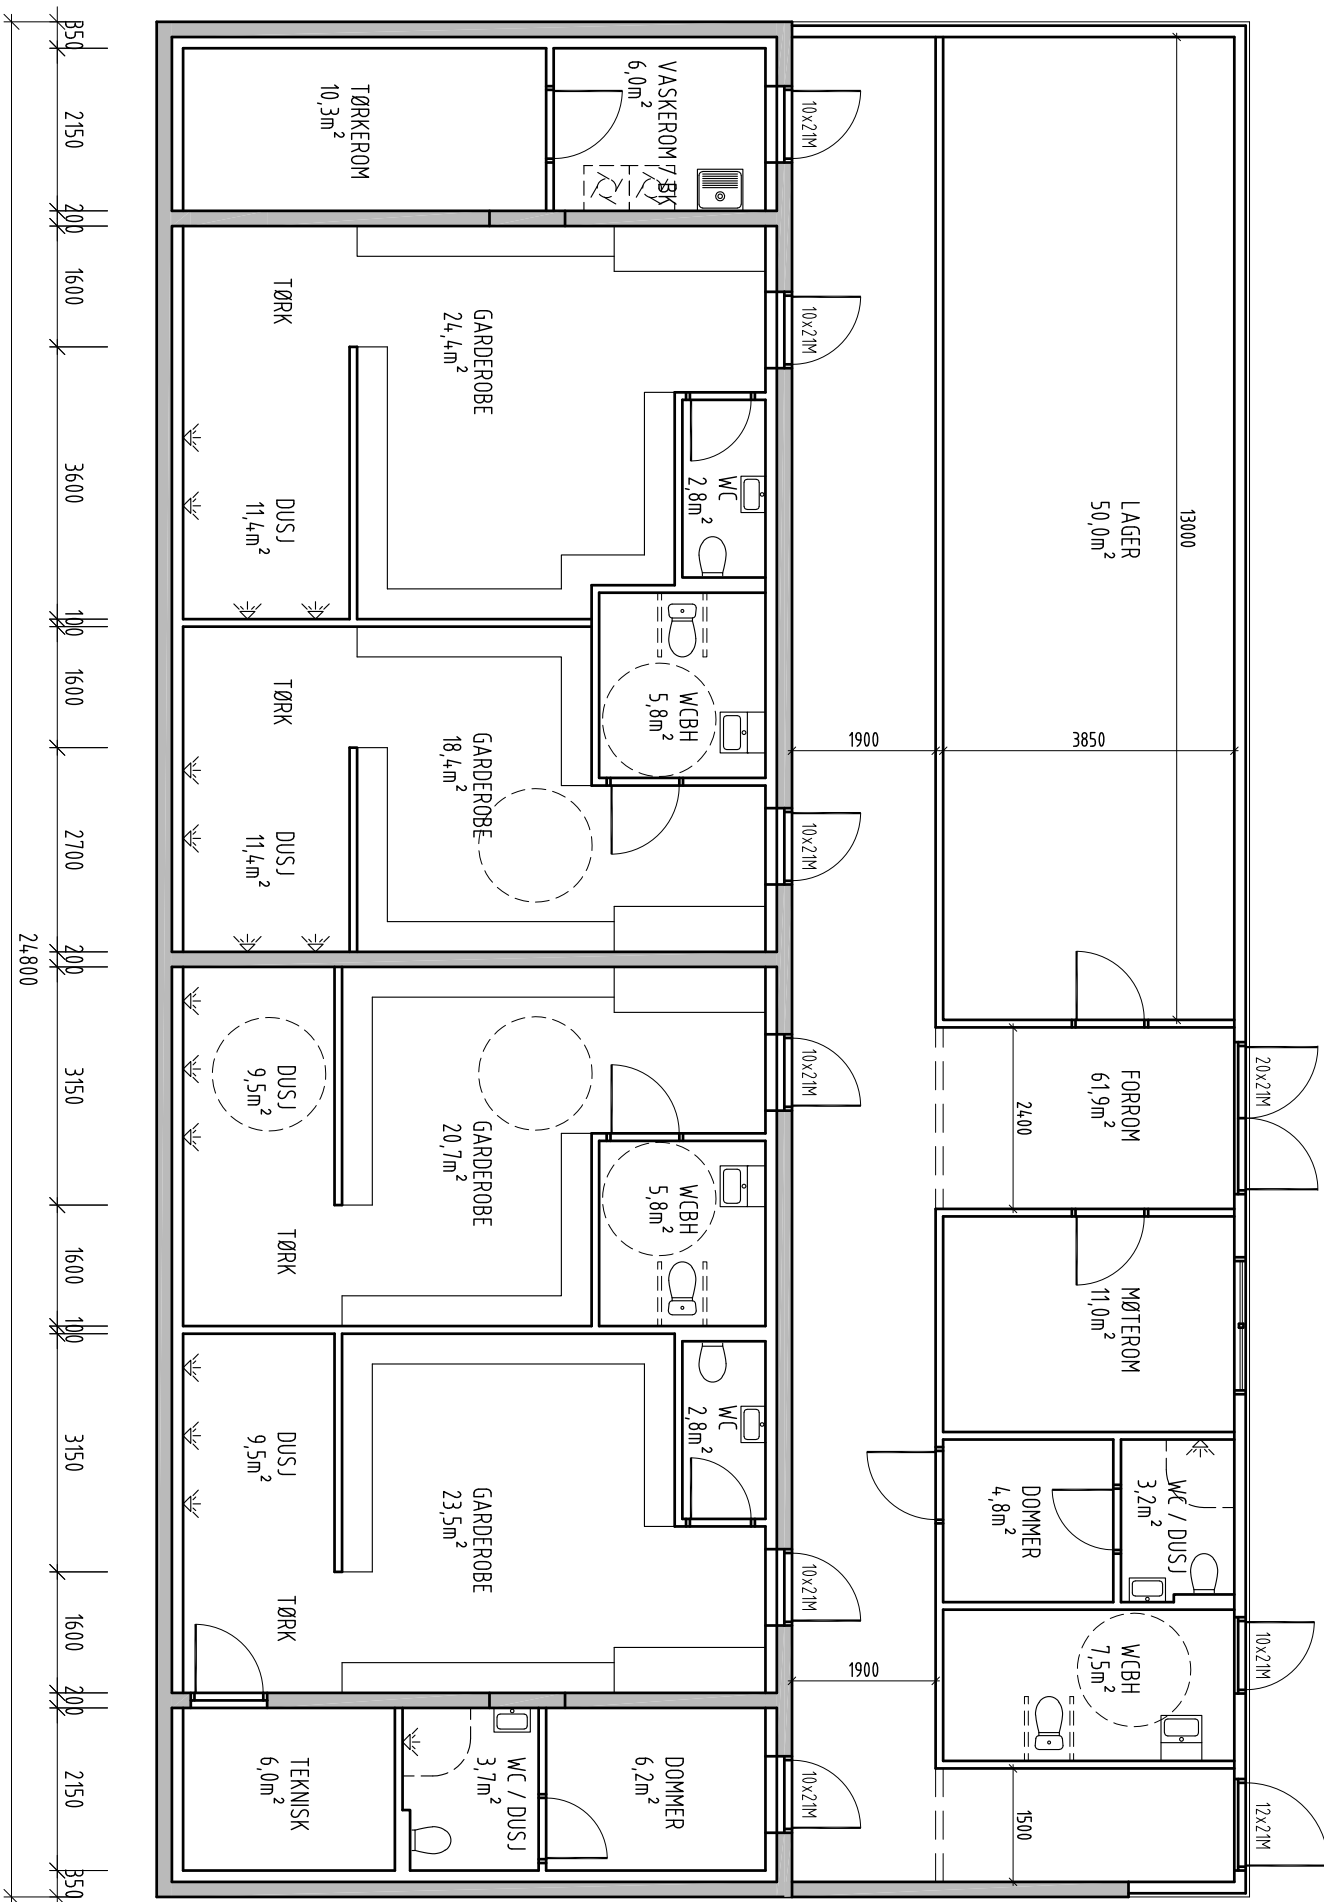 24800
350
2150
200
1600
3600
100
1600
2700
200
3150
1600
100
3150
1600
200
2150
350
TØRKEROM
10,3m²
VASKEROM / BK
6,0m²
10x21M
TØRK
GARDEROBE
24,4m²
10x21M
DUSJ
11,4m²
WC
2,8m²
TØRK
GARDEROBE
18,4m²
WCBH
5,8m²
10x21M
DUSJ
11,4m²
DUSJ
9,5m²
GARDEROBE
20,7m²
10x21M
WCBH
5,8m²
TØRK
DUSJ
9,5m²
GARDEROBE
23,5m²
WC
2,8m²
10x21M
TØRK
TEKNISK
6,0m²
WC / DUSJ
3,7m²
DOMMER
6,2m²
10x21M
LAGER
50,0m²
13000
1900
3850
FORROM
61,9m²
2400
20x21M
MØTEROM
11,0m²
DOMMER
4,8m²
WC / DUSJ
3,2m²
WCBH
7,5m²
10x21M
1900
1500
12x21M